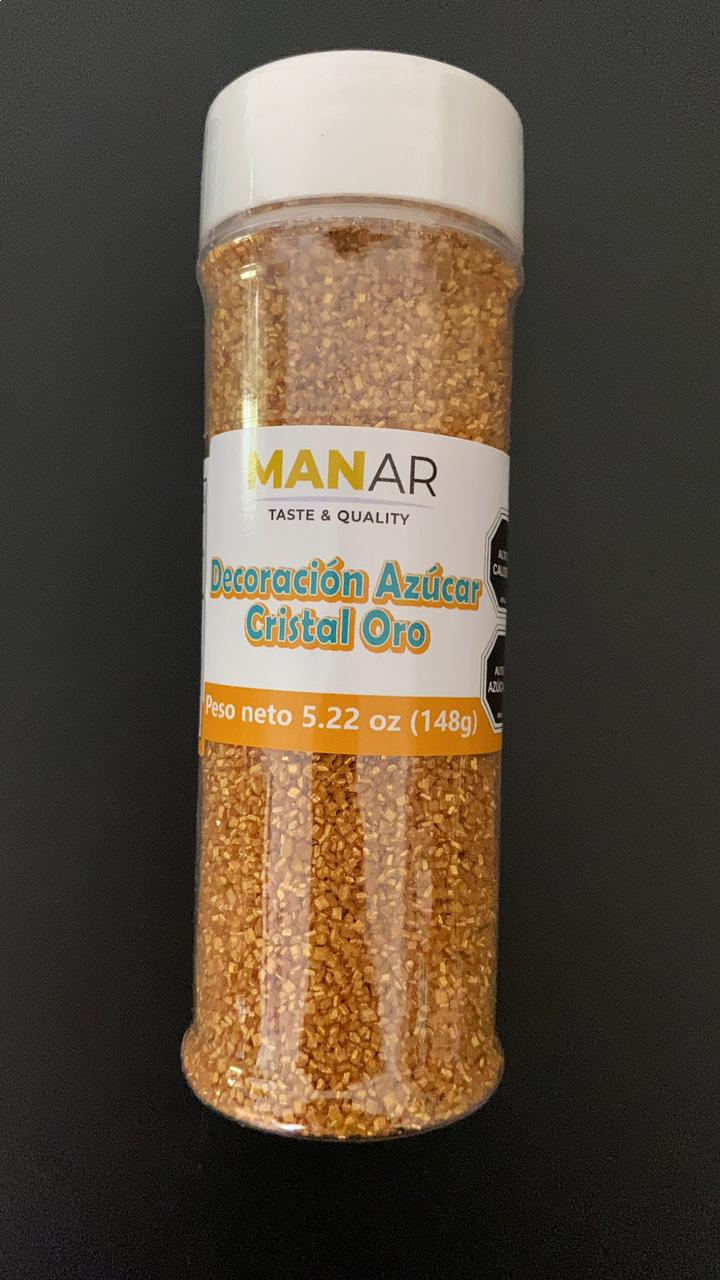 MANAR
TASTE & QUALITY
Decoración Azúcar
Cristal Oro
Peso neto 5.22 oz (148g)